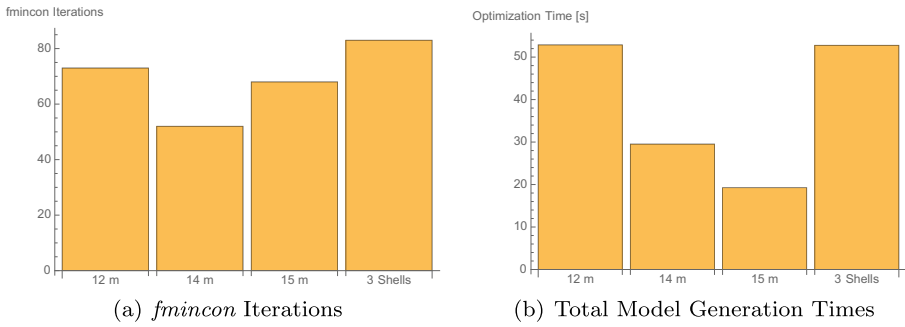 fmincon Iterations
80
60
40
20
0
12 m
14 m
15 m
3 Shells
(a) fmincon Iterations
Optimization Time [s]
50
40
30
20
10
0
12 m
14 m
15 m
3 Shells
(b) Total Model Generation Times